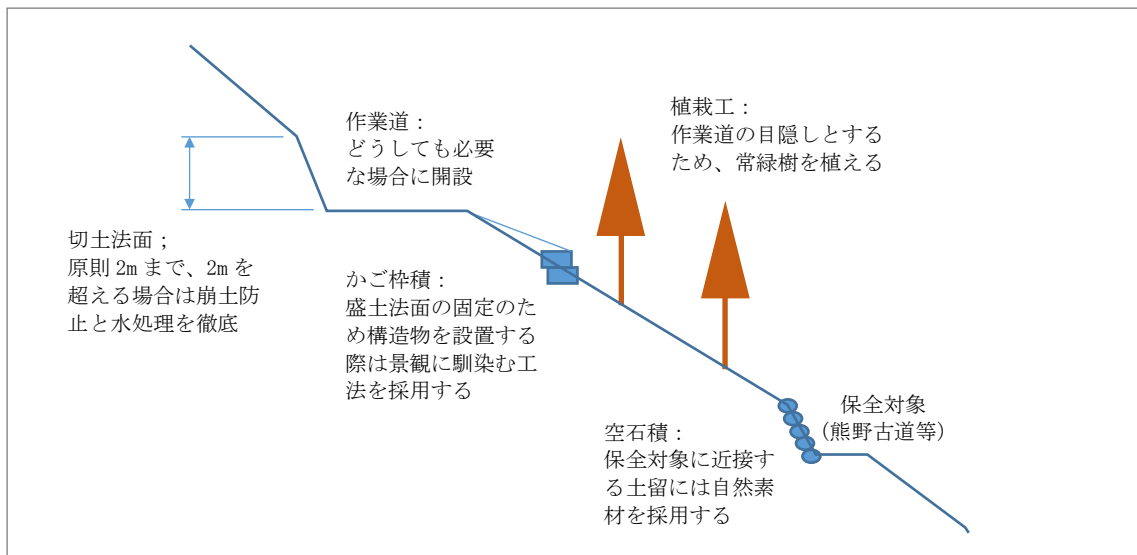 作業道：
どうしても必要
な場合に開設
植栽工：
作業道の目隠しとする
ため、常緑樹を植える
切土法面；
原則 2m まで、2m を
超える場合は崩土防
止と水処理を徹底
かご枠積：
盛土法面の固定のた
め構造物を設置する
際は景観に馴染む工
法を採用する
保全対象
（熊野古道等）
空石積：
保全対象に近接す
る土留には自然素
材を採用する